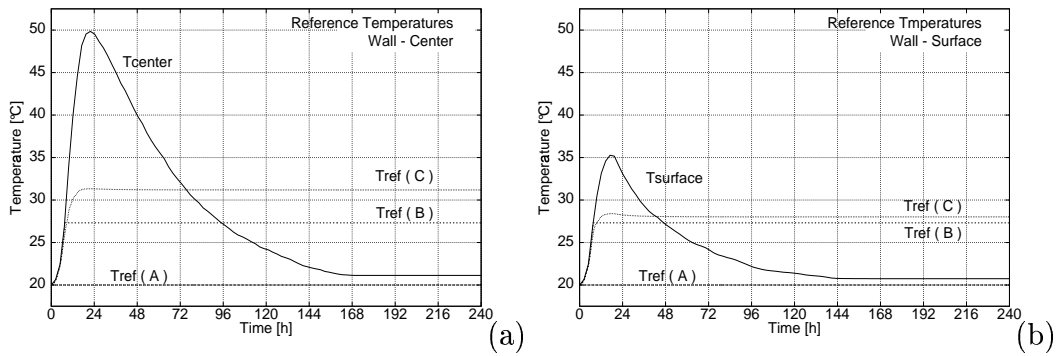 Reference Temperatures
Wall - Center
Tcenter
Tref ( C )
Tref ( B )
Tref ( A )
Temperature [°C]
50
45
40
35
30
25
20
0 24 48 72 96 120 144 168 192 216 240
Time [h]
(a)
Reference Tmperatures
Wall - Surface
Tsurface
Tref ( C )
Tref ( B )
Tref ( A )
Temperature [°C]
50
45
40
35
30
25
20
0 24 48 72 96 120 144 168 192 216 240
Time [h]
(b)